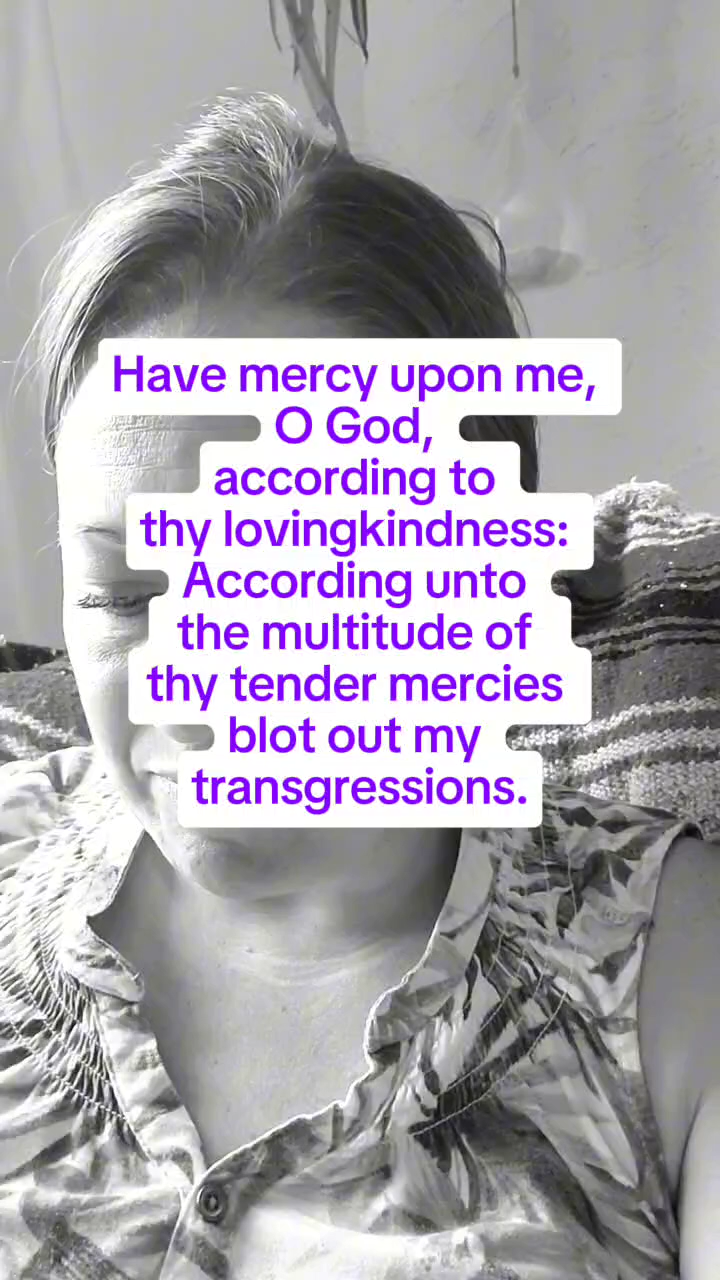 Have mercy upon me,
O God,
according to
thy lovingkindness:
According unto
the multitude of
thy tender mercies
blot out my
transgressions.